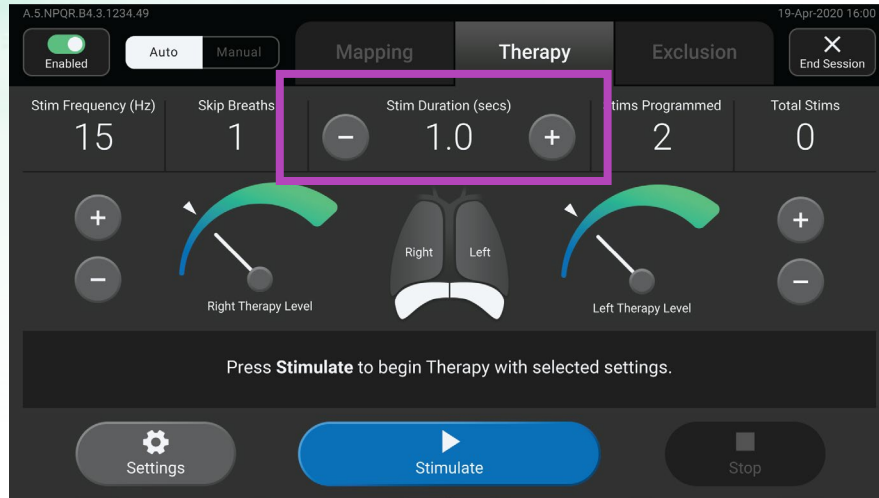 A.5.NPQR.B4.3.1234.49
19-Apr-2020 16:00
Enabled
Auto Manual
Mapping
Therapy
Exclusion
End Session
Stim Frequency (Hz)
15
Skip Breaths
1
Stim Duration (secs)
− 1.0 +
Programmed
2
Total Stims
0
+
−
Right Therapy Level
Right Left
Left Therapy Level
+
−
Press Stimulate to begin Therapy with selected settings.
Settings
Stimulate
Stop